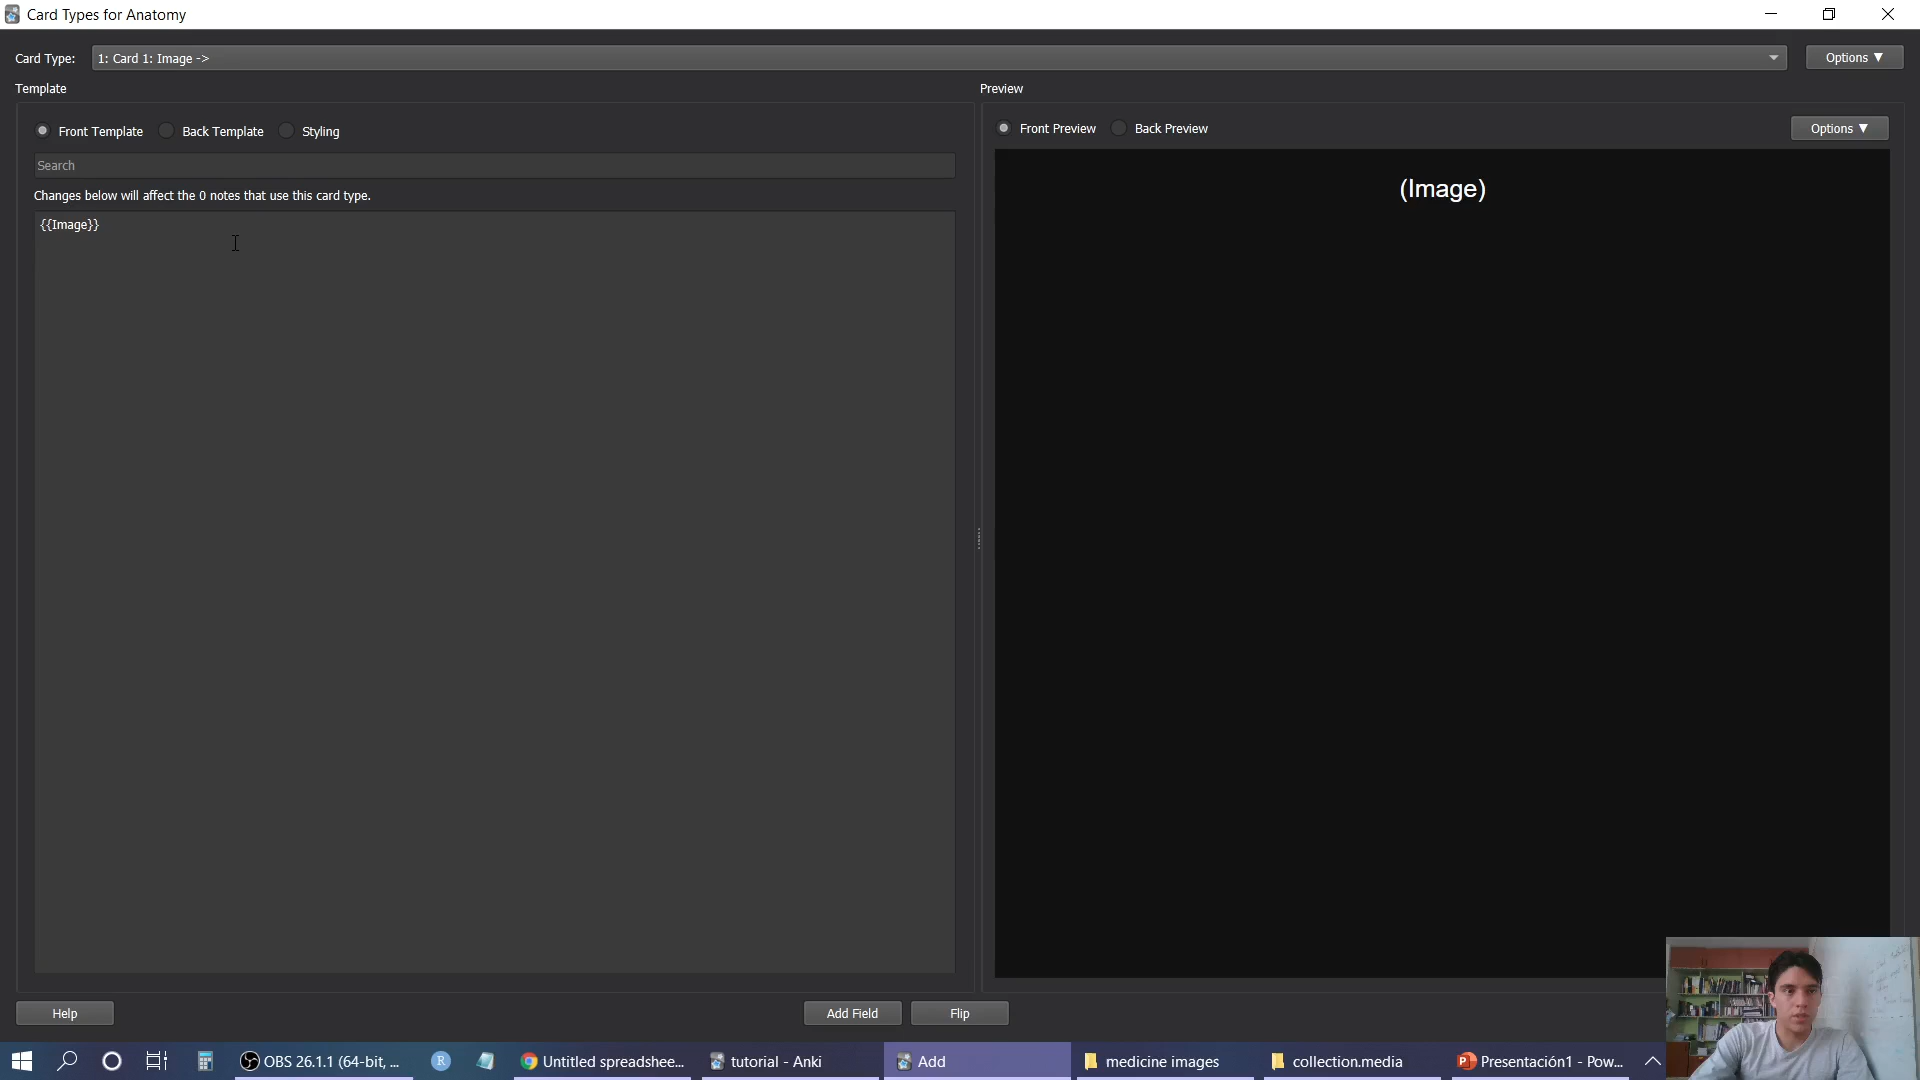 Card Types for Anatomy
Card Type: 1: Card 1: Image -> Options ▼
Template
Preview
Front Template Back Template Styling
Front Preview Back Preview Options ▼
Search
Changes below will affect the 0 notes that use this card type.
{{Image}}
(Image)
Help Add Field Flip
OBS 26.1.1 (64-bit, ... R Untitled spreadshee... tutorial - Anki Add medicine images collection.media Presentación1 - Pow...